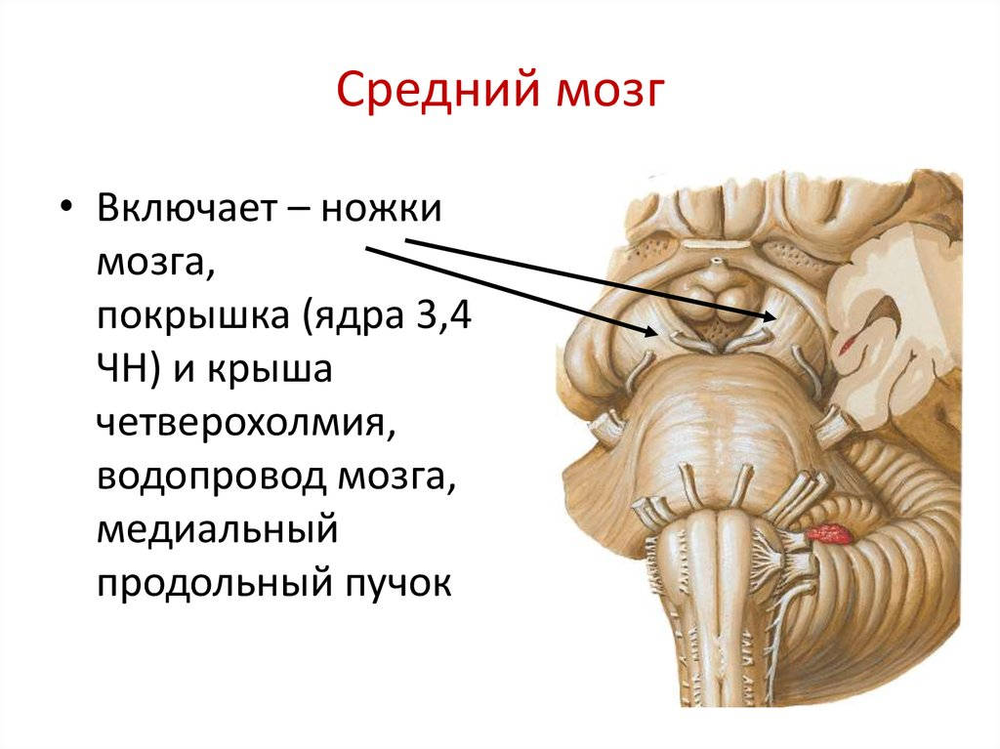 Средний мозг
• Включает – ножки
мозга,
покрышка (ядра 3,4
ЧН) и крыша
четверохолмия,
водопровод мозга,
медиальный
продольный пучок